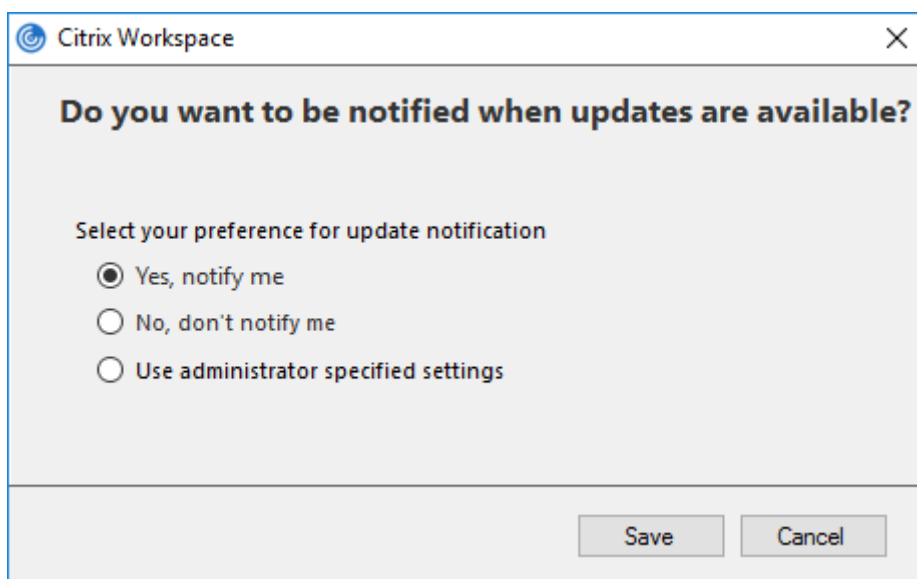 Citrix Workspace
Do you want to be notified when updates are available?
Select your preference for update notification
Yes, notify me
No, don't notify me
Use administrator specified settings
Save Cancel